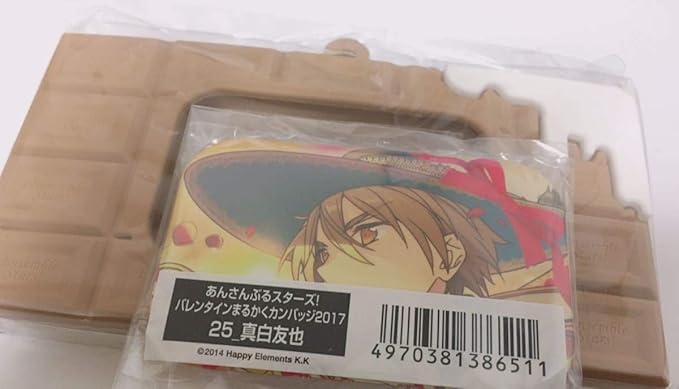 あんさんぶるスターズ!
バレンタインまるかくカンバッジ2017
25_真白友也
©2014 Happy Elements K.K
4970381386511